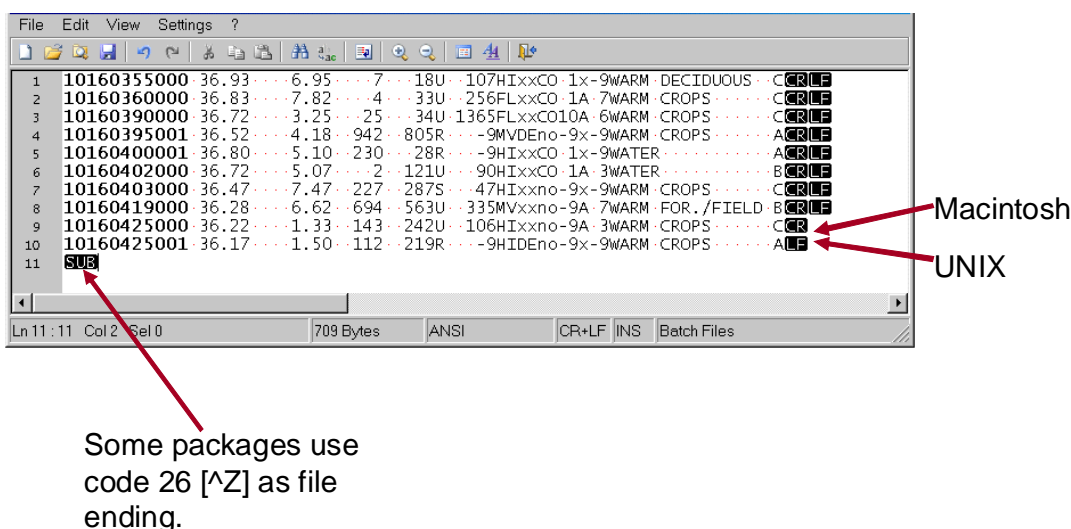 File Edit View Settings ?
1 10160355000·36.93····6.95····7···18U··107HIxxCO·1x-9WARM·DECIDUOUS··CCRLF
2 10160360000·36.83····7.82····4···33U··256FLxxCO·1A·7WARM·CROPS······CCRLF
3 10160390000·36.72····3.25···25···34U·1365FLxxCO10A·6WARM·CROPS······CCRLF
4 10160395001·36.52····4.18··942··805R···-9MVDEno-9x-9WARM·CROPS······ACRLF
5 10160400001·36.80····5.10··230···28R···-9HIxxCO·1x-9WATER···········ACRLF
6 10160402000·36.72····5.07····2··121U···90HIxxCO·1A·3WATER···········BCRLF
7 10160403000·36.47····7.47··227··287S···47HIxxno-9x-9WARM·CROPS······CCRLF
8 10160419000·36.28····6.62··694··563U··335MVxxno-9A·7WARM·FOR./FIELD·BCRLF
9 10160425000·36.22····1.33··143··242U··106HIxxno-9A·3WARM·CROPS······CCR
10 10160425001·36.17····1.50··112··219R···-9HIDEno-9x-9WARM·CROPS······ALF
11 SUB
Macintosh
UNIX
Ln 11 : 11 Col 2 Sel 0 709 Bytes ANSI CR+LF INS Batch Files
Some packages use
code 26 [^Z] as file
ending.